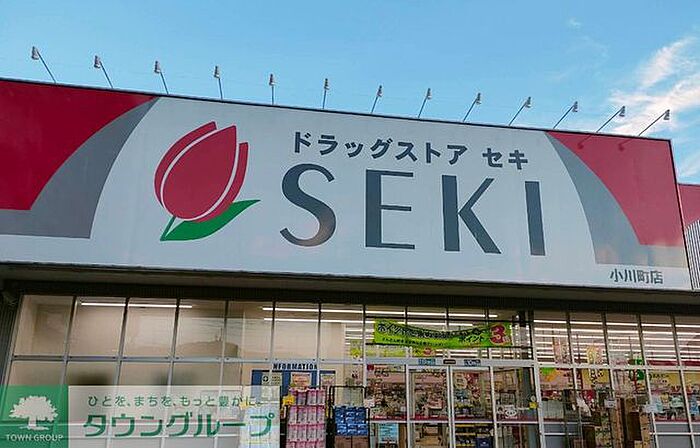 ドラッグストア セキ
SEKI
小川町店
INFORMATION
ひとを、まちを、もっと豊かに。
タウングループ
TOWN GROUP